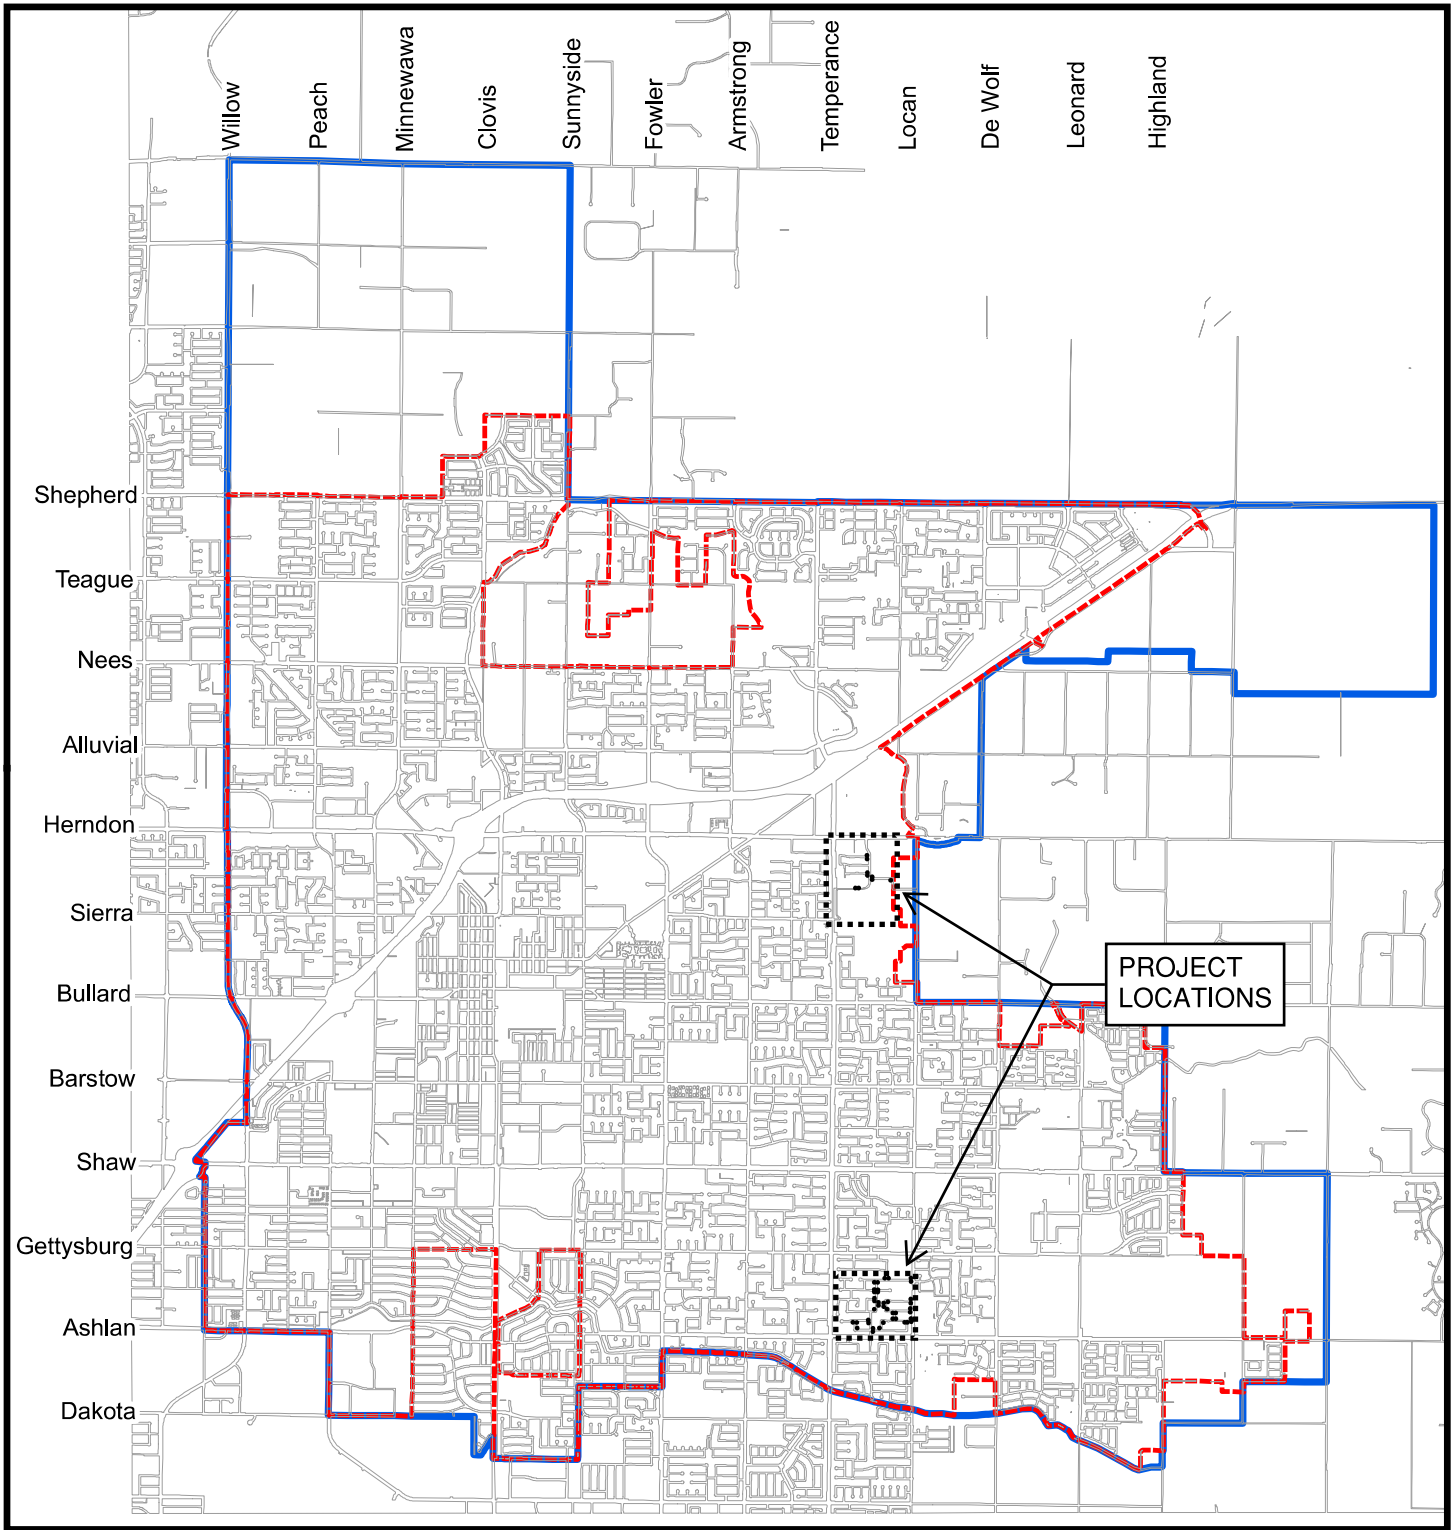 Willow
Peach
Minnewawa
Clovis
Sunnyside
Fowler
Armstrong
Temperance
Locan
De Wolf
Leonard
Highland
Shepherd
Teague
Nees
Alluvial
Herndon
Sierra
Bullard
Barstow
Shaw
Gettysburg
Ashlan
Dakota
PROJECT
LOCATIONS